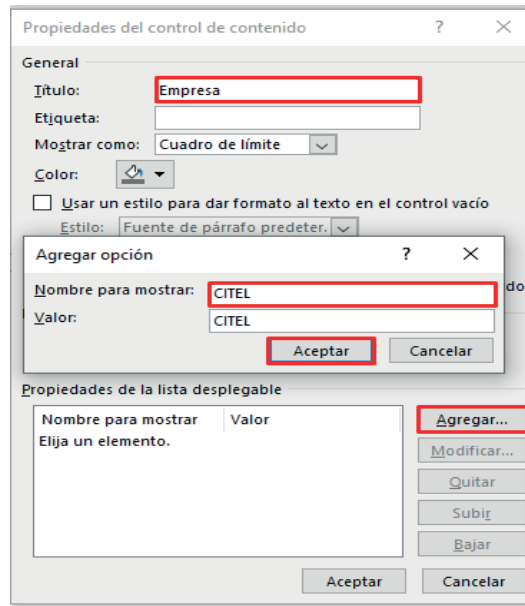 Propiedades del control de contenido ? ×
General
Título: Empresa
Etiqueta:
Mostrar como: Cuadro de límite
Color:
Usar un estilo para dar formato al texto en el control vacío
Estilo: Fuente de párrafo predeter.
Agregar opción ? ×
Nombre para mostrar: CITEL
do
Valor: CITEL
Aceptar Cancelar
Propiedades de la lista desplegable
Nombre para mostrar Valor Agregar...
Elija un elemento.
Modificar...
Quitar
Subir
Bajar
Aceptar Cancelar